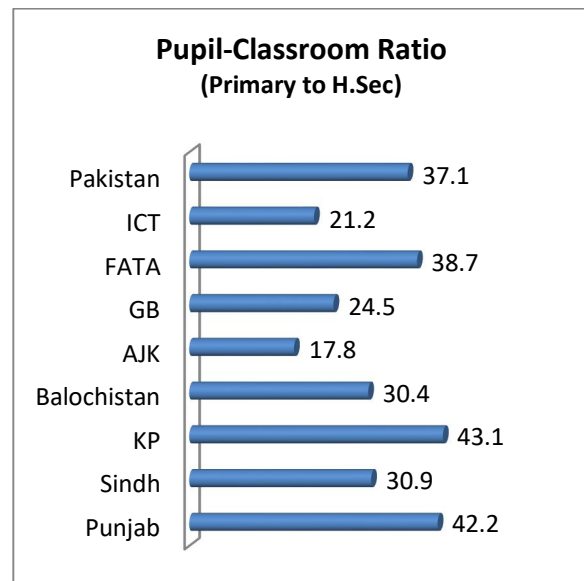 Pupil-Classroom Ratio
(Primary to H.Sec)
Pakistan 37.1
ICT 21.2
FATA 38.7
GB 24.5
AJK 17.8
Balochistan 30.4
KP 43.1
Sindh 30.9
Punjab 42.2